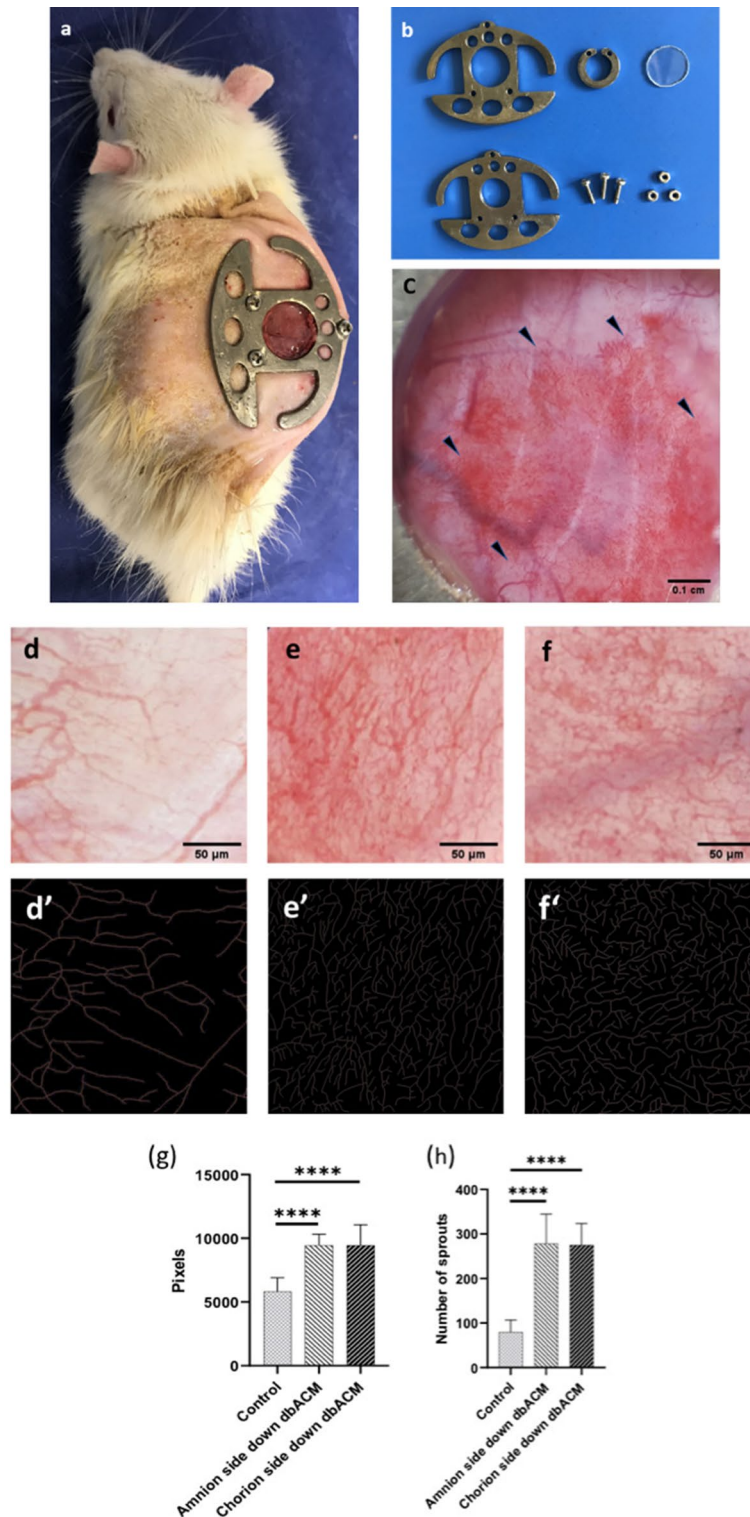 a
b
c
0.1 cm
d
50 µm
e
50 µm
f
50 µm
d’
e’
f‘
(g)
15000
10000
5000
0
Pixels
****
****
Control
Amnion side down dbACM
Chorion side down dbACM
(h)
400
300
200
100
0
Number of sprouts
****
****
Control
Amnion side down dbACM
Chorion side down dbACM